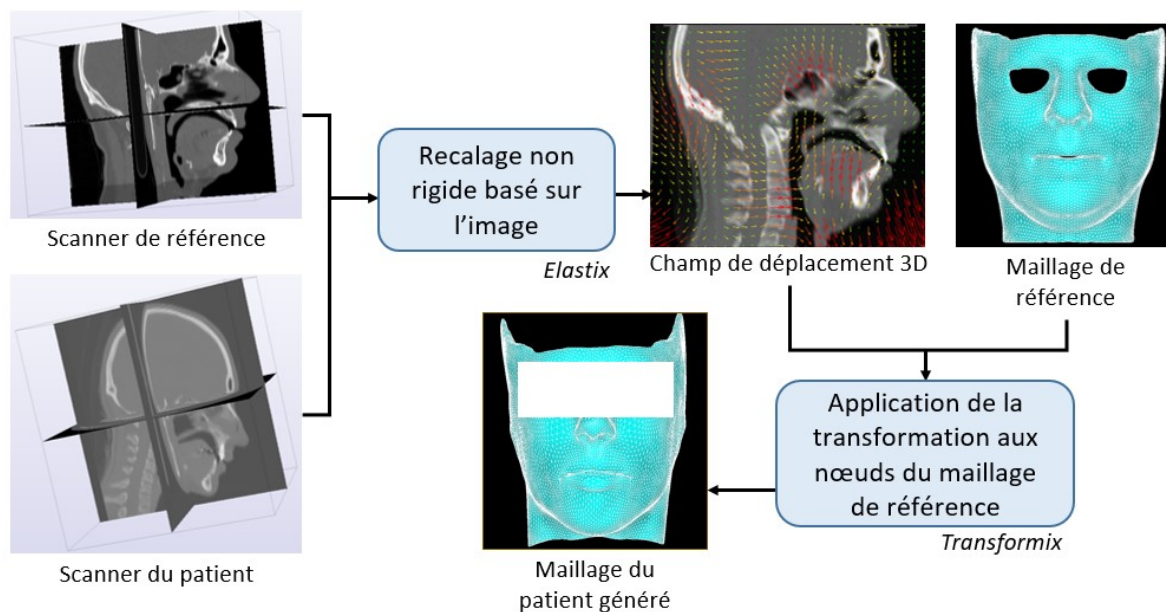 Scanner de référence
Recalage non
rigide basé sur
l’image
Elastix
Champ de déplacement 3D
Maillage de
référence
Scanner du patient
Maillage du
patient généré
Application de la
transformation aux
nœuds du maillage
de référence
Transformix